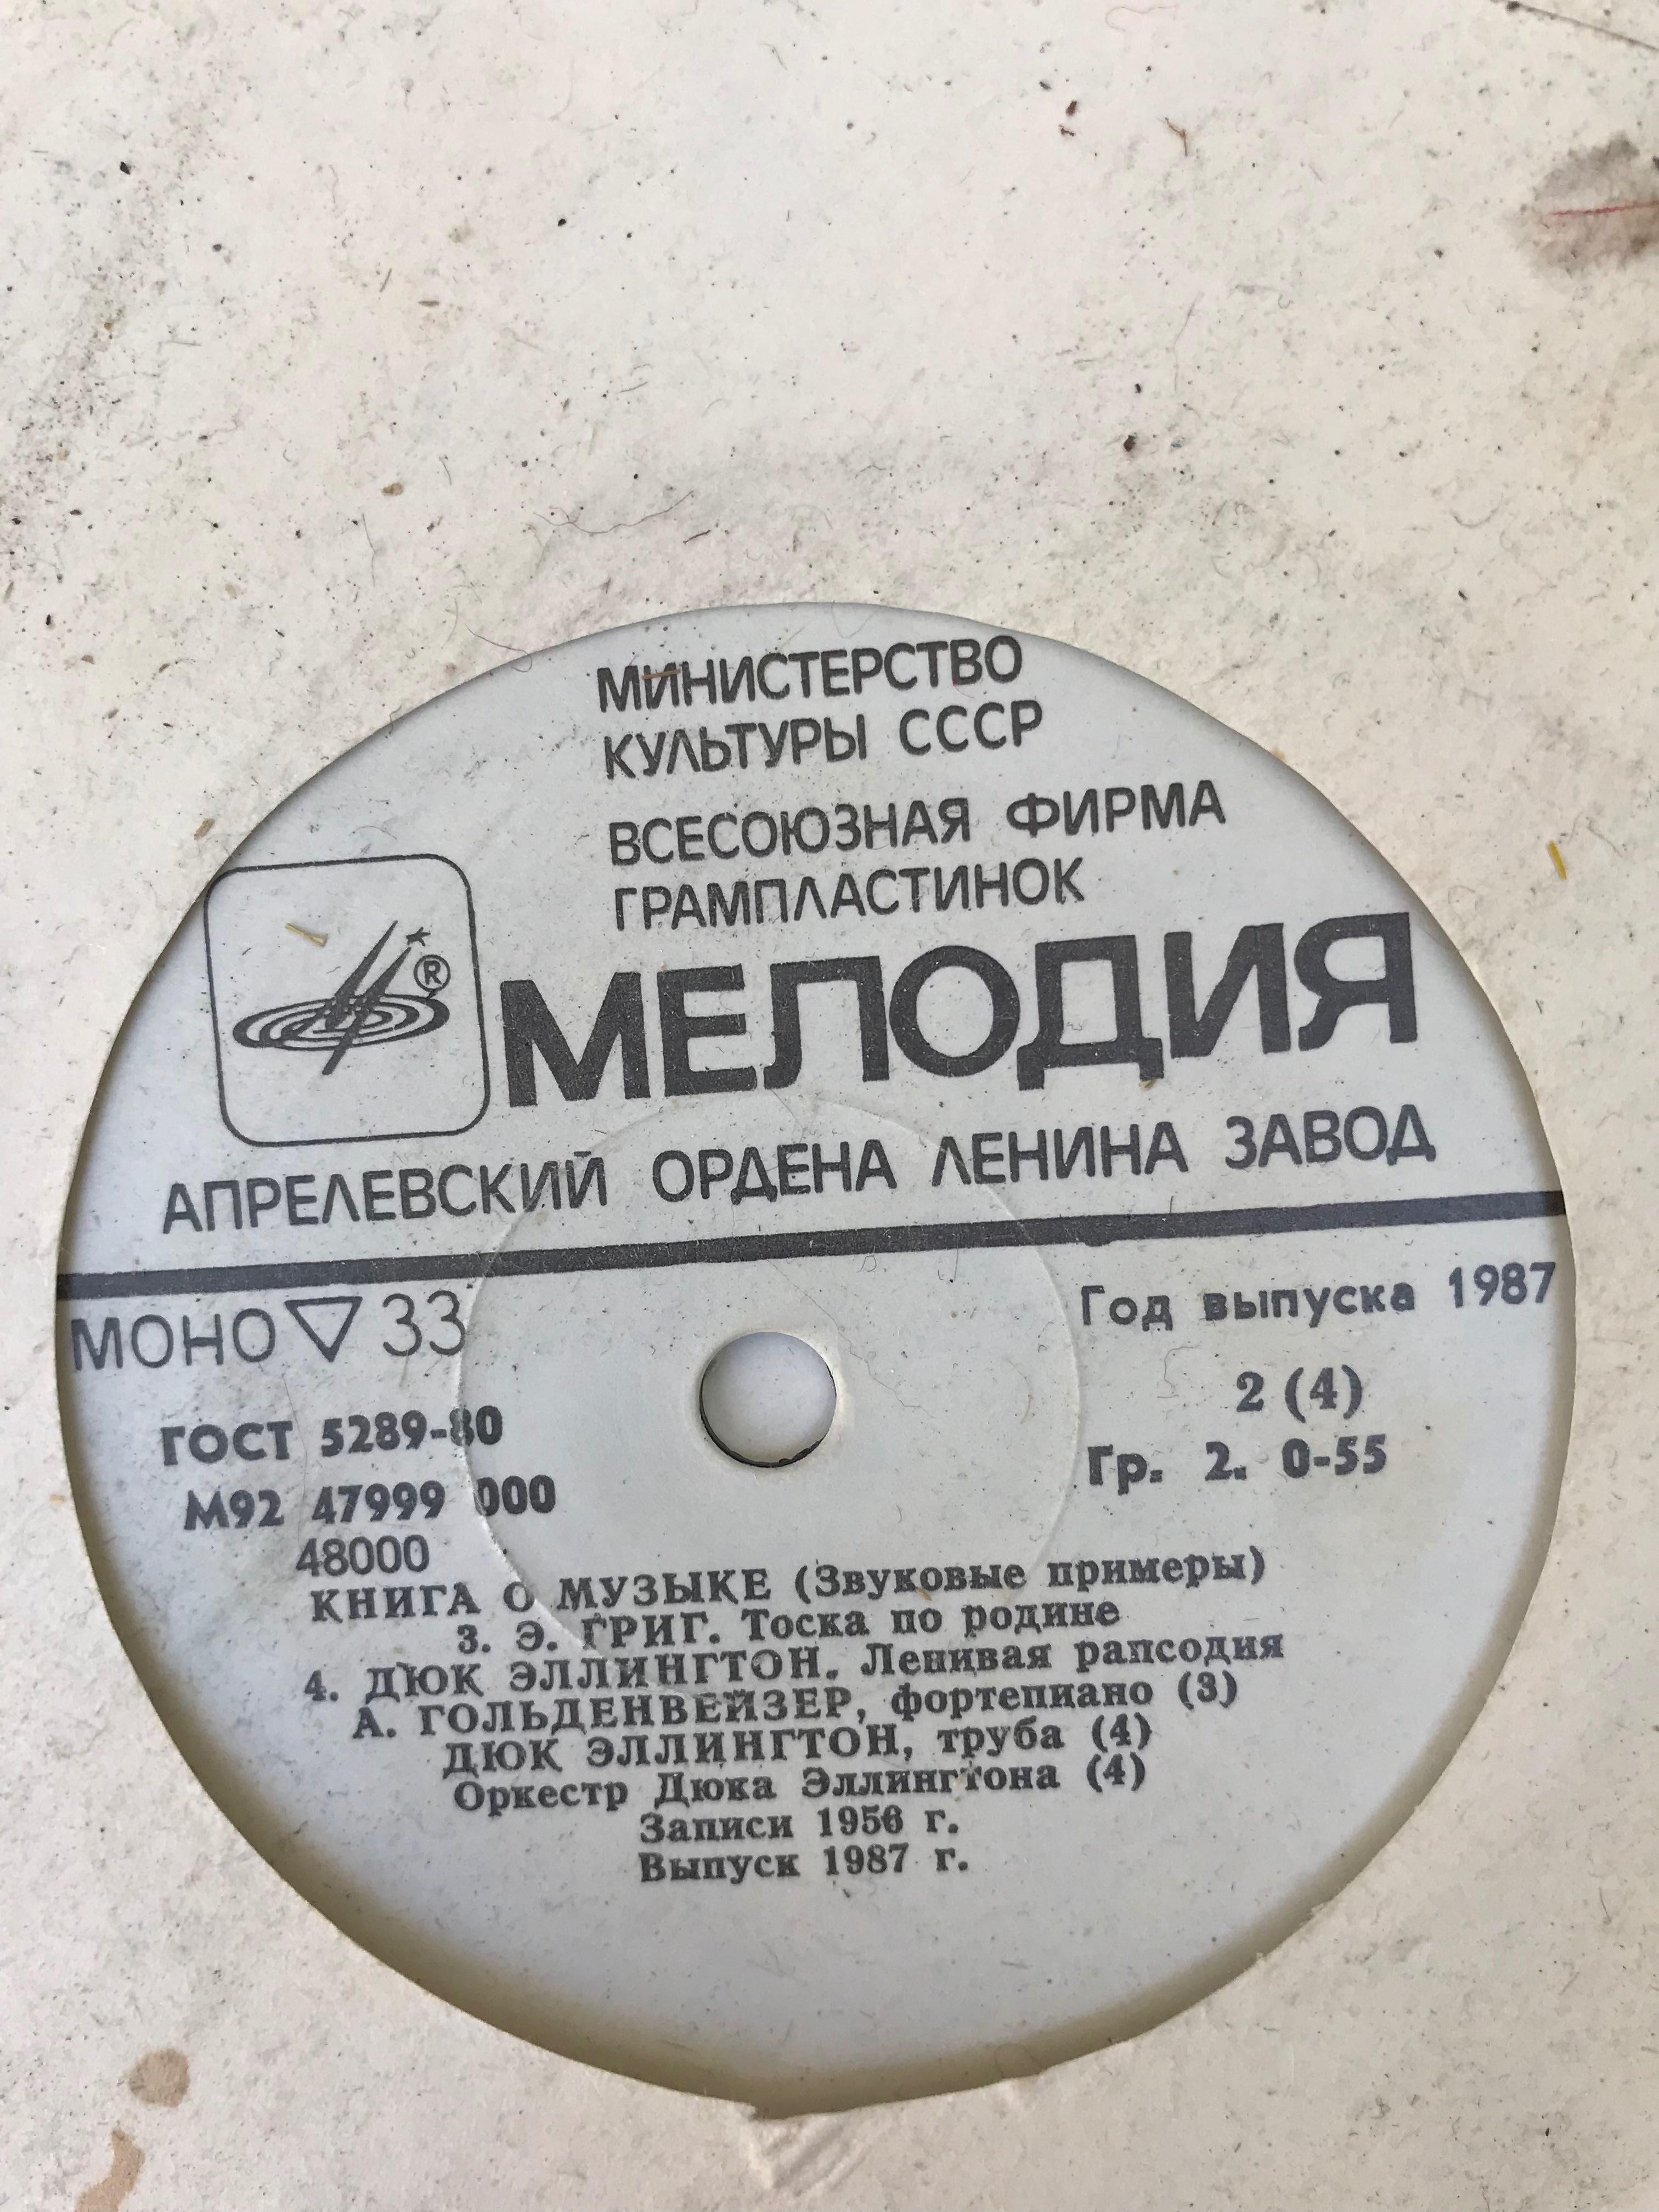 МИНИСТЕРСТВО
КУЛЬТУРЫ СССР
ВСЕСОЮЗНАЯ ФИРМА
ГРАМПЛАСТИНОК
®
МЕЛОДИЯ
АПРЕЛЕВСКИЙ ОРДЕНА ЛЕНИНА ЗАВОД
МОНО ▽ 33
Год выпуска 1987
2 (4)
ГОСТ 5289-80
Гр. 2. 0-55
М92 47999 000
48000
КНИГА О МУЗЫКЕ (Звуковые примеры)
3. Э. ГРИГ. Тоска по родине
4. ДЮК ЭЛЛИНГТОН. Ленивая рапсодия
А. ГОЛЬДЕНВЕЙЗЕР, фортепиано (3)
ДЮК ЭЛЛИНГТОН, труба (4)
Оркестр Дюка Эллингтона (4)
Записи 1956 г.
Выпуск 1987 г.